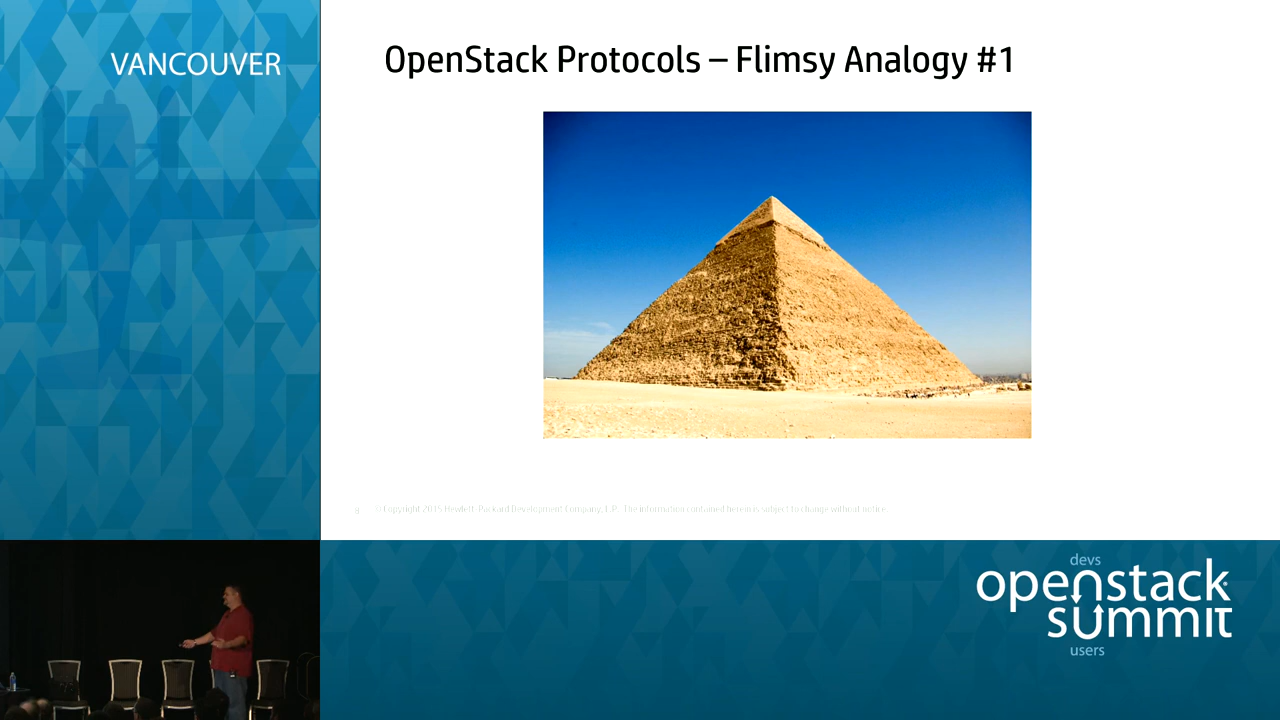 VANCOUVER
OpenStack Protocols – Flimsy Analogy #1
© Copyright 2015 Hewlett-Packard Development Company, L.P. The information contained herein is subject to change without notice.
devs
openstack
summit
users